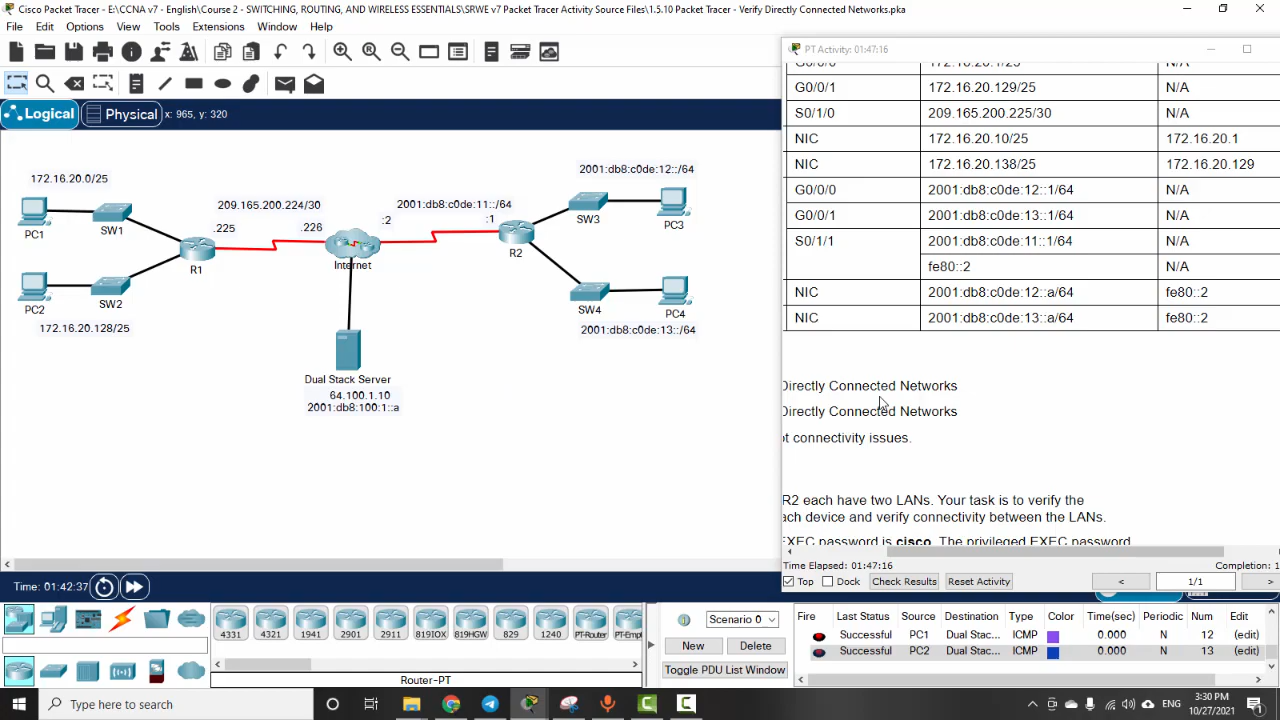 Cisco Packet Tracer - E:\CCNA v7 - English\Course 2 - SWITCHING, ROUTING, AND WIRELESS ESSENTIALS\SRWE v7 Packet Tracer Activity Source Files\1.5.10 Packet Tracer - Verify Directly Connected Networks.pka
File Edit Options View Tools Extensions Window Help
Logical Physical x: 965, y: 320
172.16.20.0/25
PC1
SW1
209.165.200.224/30
.225
.226
R1
PC2
SW2
172.16.20.128/25
Internet
:2
2001:db8:c0de:11::/64
:1
R2
2001:db8:c0de:12::/64
SW3
PC3
SW4
PC4
2001:db8:c0de:13::/64
Dual Stack Server
64.100.1.10
2001:db8:100:1::a
PT Activity: 01:47:16
G0/0/1 172.16.20.129/25 N/A
S0/1/0 209.165.200.225/30 N/A
NIC 172.16.20.10/25 172.16.20.1
NIC 172.16.20.138/25 172.16.20.129
G0/0/0 2001:db8:c0de:12::1/64 N/A
G0/0/1 2001:db8:c0de:13::1/64 N/A
S0/1/1 2001:db8:c0de:11::1/64 N/A
fe80::2 N/A
NIC 2001:db8:c0de:12::a/64 fe80::2
NIC 2001:db8:c0de:13::a/64 fe80::2
Directly Connected Networks
Directly Connected Networks
ot connectivity issues.
R2 each have two LANs. Your task is to verify the
ach device and verify connectivity between the LANs.
EXEC password is cisco. The privileged EXEC password
Time Elapsed: 01:47:16 Completion: 1
Top Dock Check Results Reset Activity < 1/1 >
Time: 01:42:37
4331 4321 1941 2901 2911 819IOX 819HGW 829 1240 PT-Router PT-Empt
Router-PT
Scenario 0
New Delete
Toggle PDU List Window
Fire Last Status Source Destination Type Color Time(sec) Periodic Num Edit
Successful PC1 Dual Stac... ICMP 0.000 N 12 (edit)
Successful PC2 Dual Stac... ICMP 0.000 N 13 (edit)
Type here to search
ENG
3:30 PM
10/27/2021